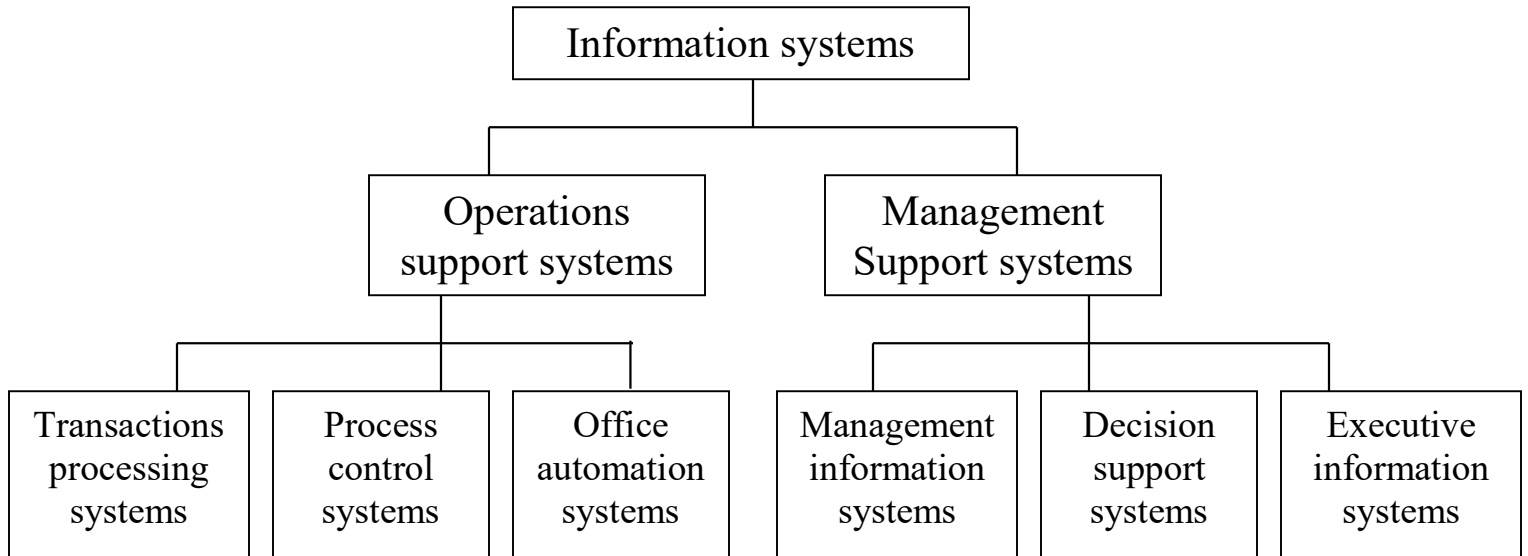 Information systems
Operations
support systems
Management
Support systems
Transactions
processing
systems
Process
control
systems
Office
automation
systems
Management
information
systems
Decision
support
systems
Executive
information
systems